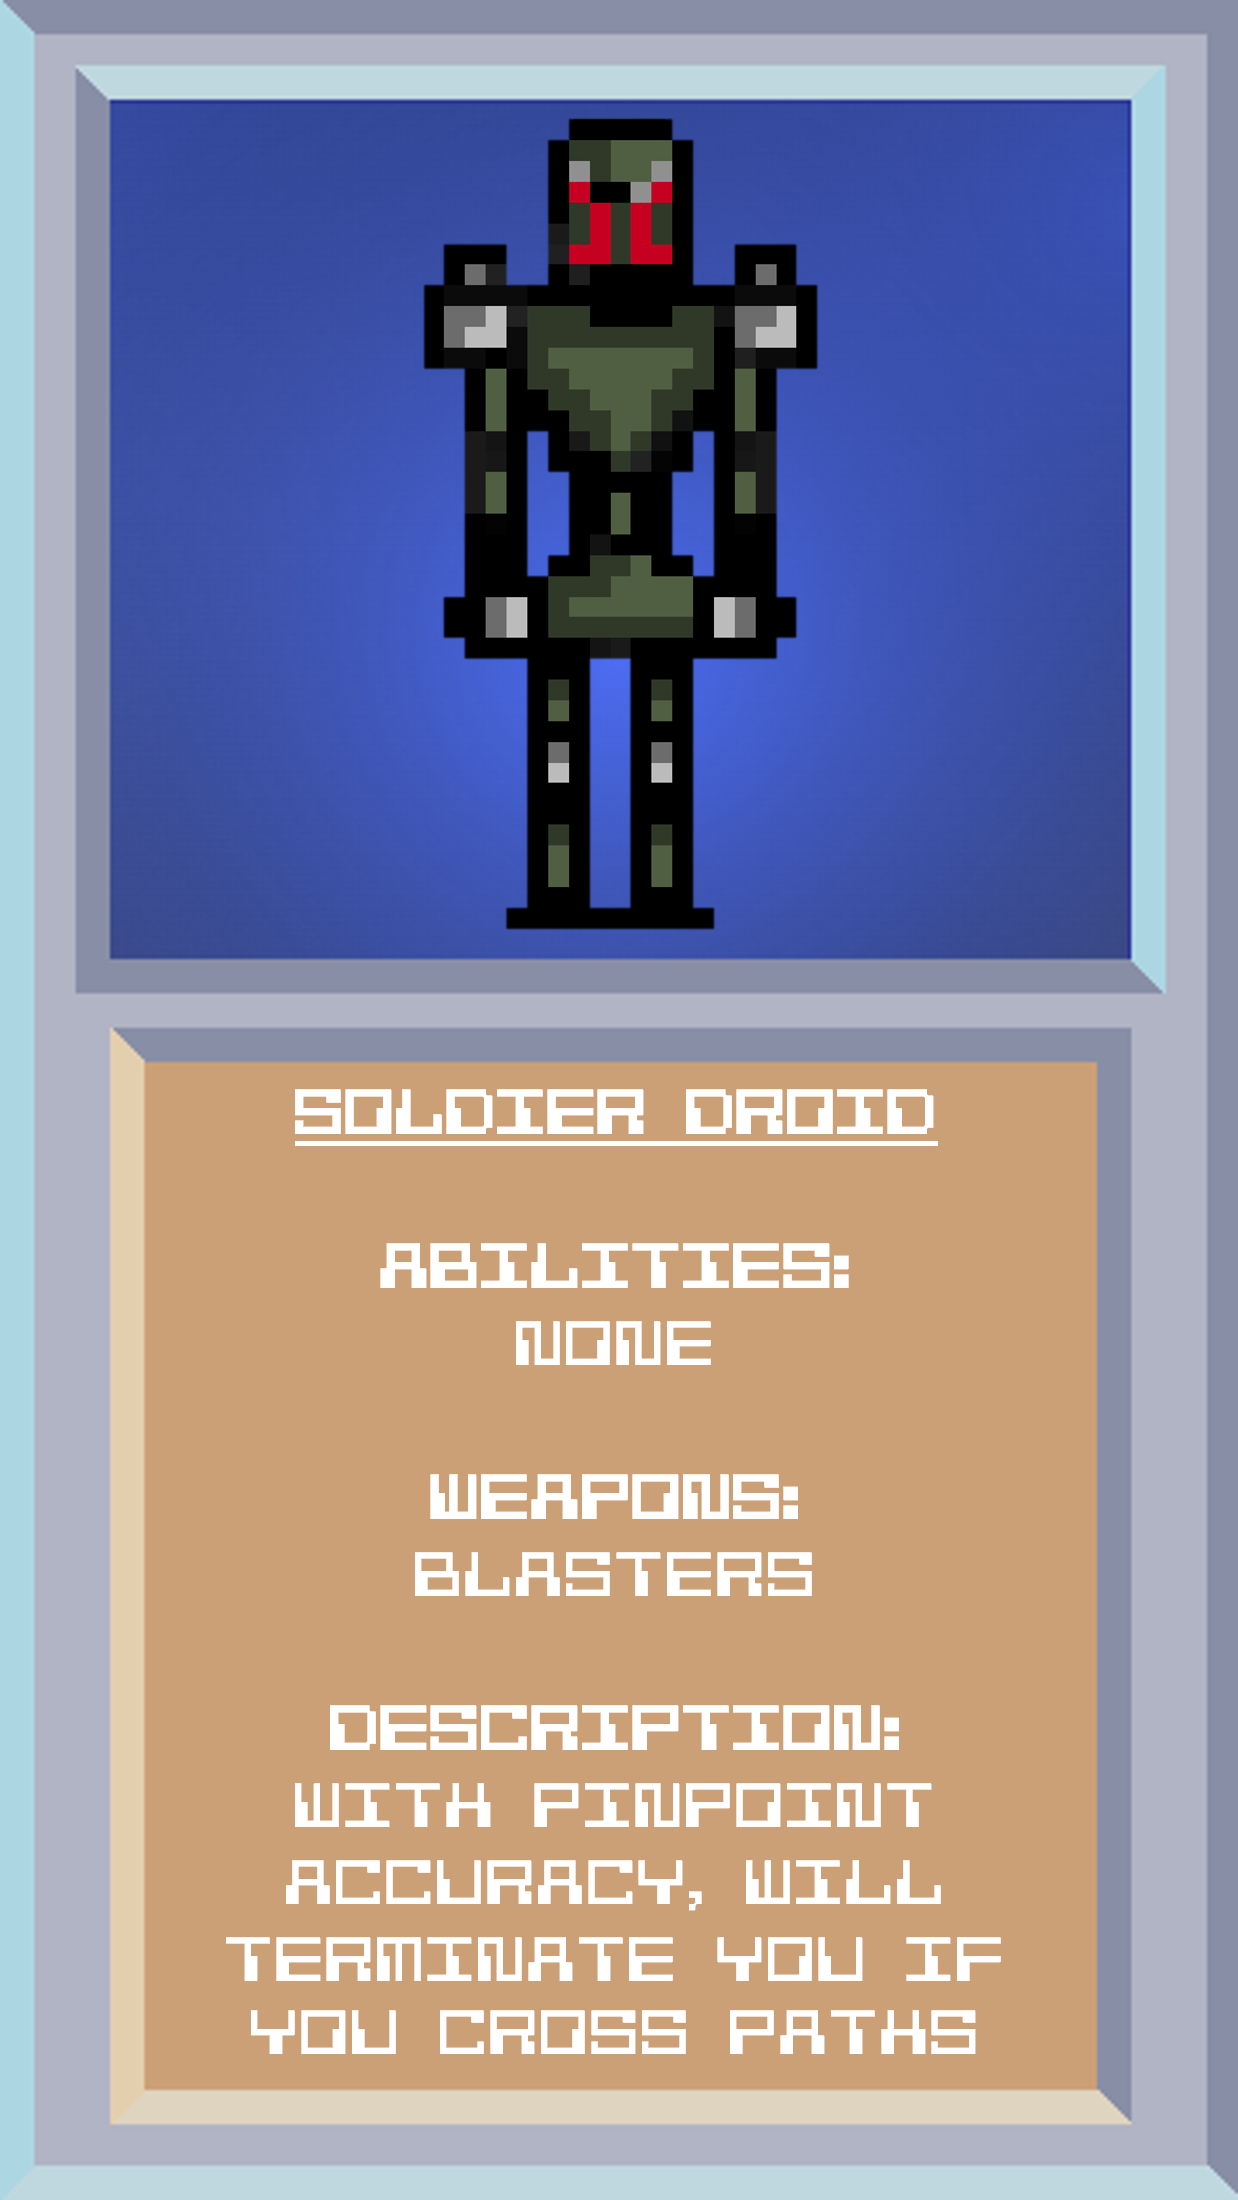 SOLDIER DROID
ABILITIES:
NONE
WEAPONS:
BLASTERS
DESCRIPTION:
WITH PINPOINT
ACCURACY, WILL
TERMINATE YOU IF
YOU CROSS PATHS